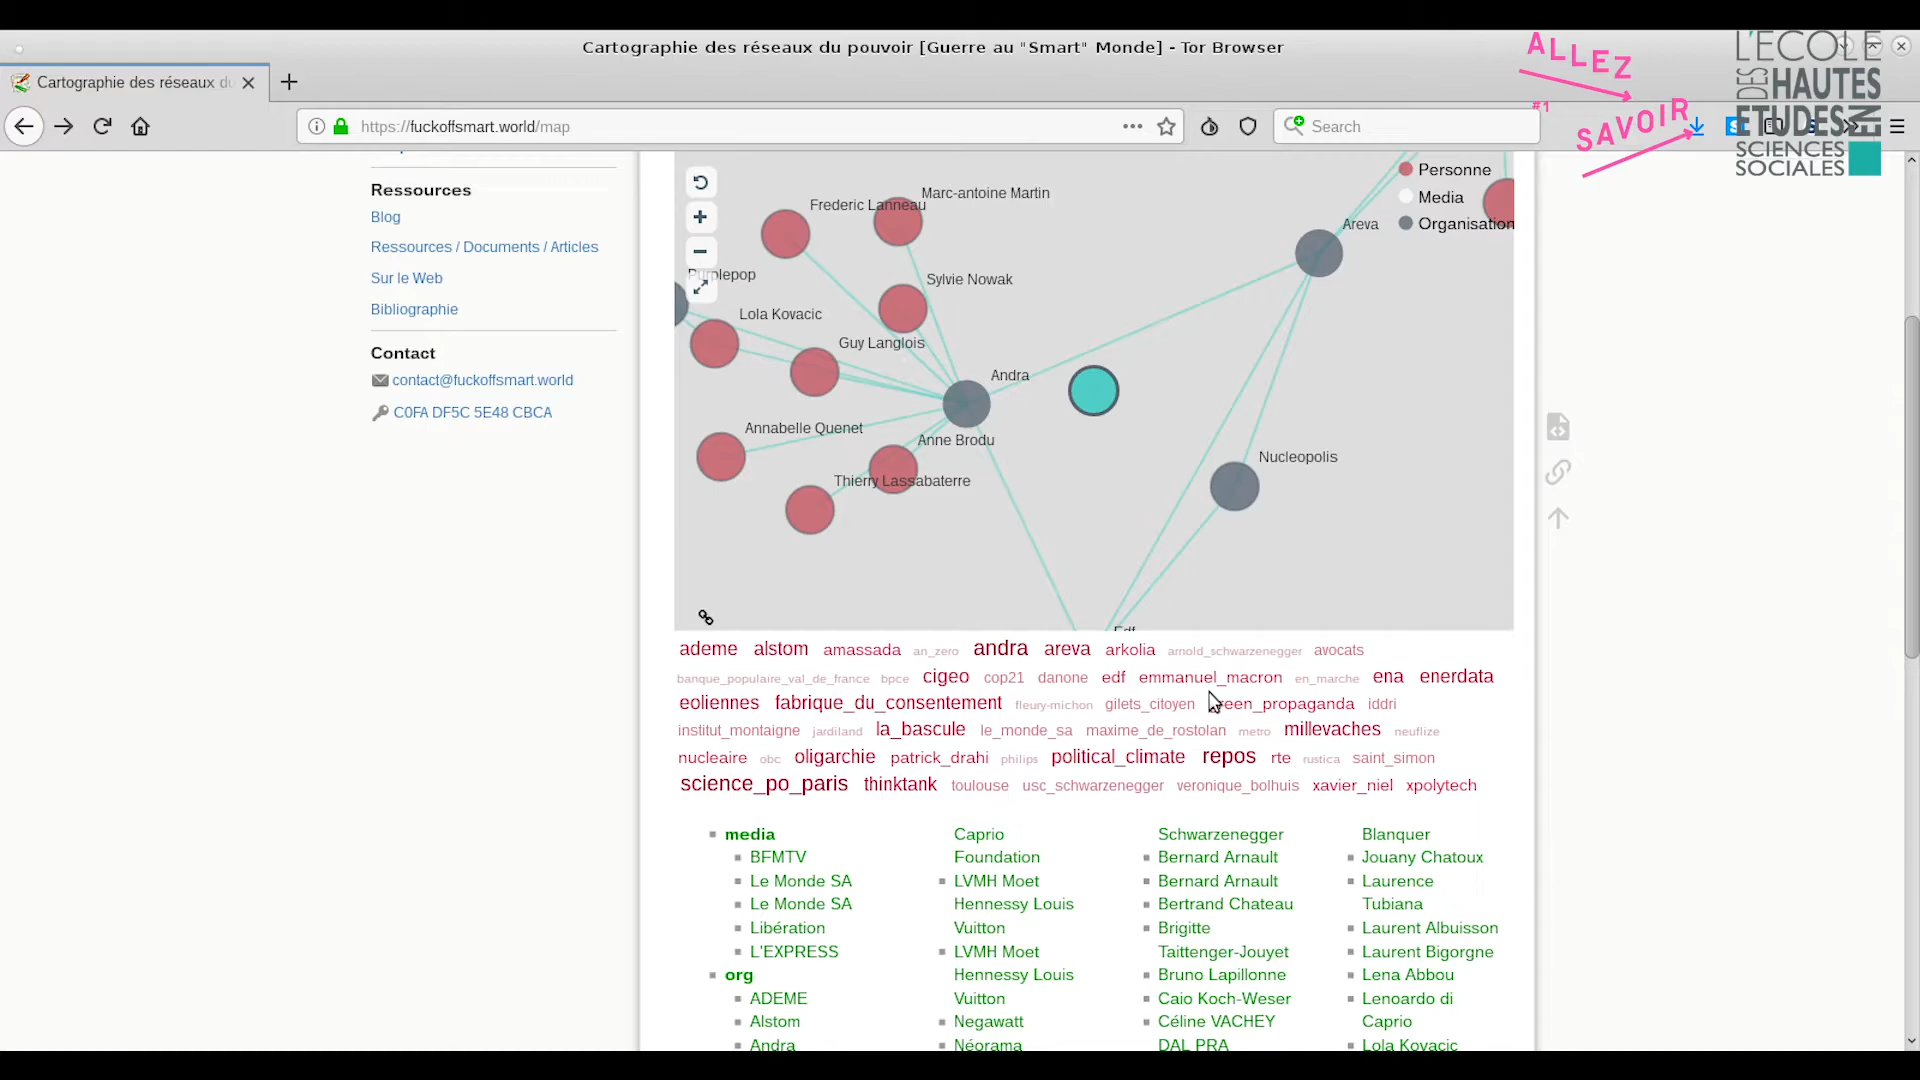 Cartographie des réseaux du pouvoir [Guerre au "Smart" Monde] - Tor Browser
Cartographie des réseaux du
https://fuckoffsmart.world/map
Search
ALLEZ
#1
SAVOIR
L'ECOLE
DES HAUTES
ETUDES EN
SCIENCES
SOCIALES
Ressources
Blog
Ressources / Documents / Articles
Sur le Web
Bibliographie
Contact
contact@fuckoffsmart.world
C0FA DF5C 5E48 CBCA
Personne
Media
Organisation
Marc-antoine Martin
Frederic Lanneau
Areva
Purplepop
Sylvie Nowak
Lola Kovacic
Guy Langlois
Andra
Annabelle Quenet
Anne Brodu
Nucleopolis
Thierry Lassabaterre
Edf
ademe alstom amassada an_zero andra areva arkolia arnold_schwarzenegger avocats
banque_populaire_val_de_france bpce cigeo cop21 danone edf emmanuel_macron en_marche ena enerdata
eoliennes fabrique_du_consentement fleury-michon gilets_citoyen een_propaganda iddri
institut_montaigne jardiland la_bascule le_monde_sa maxime_de_rostolan metro millevaches neuflize
nucleaire obc oligarchie patrick_drahi philips political_climate repos rte rustica saint_simon
science_po_paris thinktank toulouse usc_schwarzenegger veronique_bolhuis xavier_niel xpolytech
media
BFMTV
Le Monde SA
Le Monde SA
Libération
L'EXPRESS
org
ADEME
Alstom
Andra
Caprio
Foundation
LVMH Moet
Hennessy Louis
Vuitton
LVMH Moet
Hennessy Louis
Vuitton
Negawatt
Néorama
Schwarzenegger
Bernard Arnault
Bernard Arnault
Bertrand Chateau
Brigitte
Taittenger-Jouyet
Bruno Lapillonne
Caio Koch-Weser
Céline VACHEY
DAL PRA
Blanquer
Jouany Chatoux
Laurence
Tubiana
Laurent Albuisson
Laurent Bigorgne
Lena Abbou
Lenoardo di
Caprio
Lola Kovacic